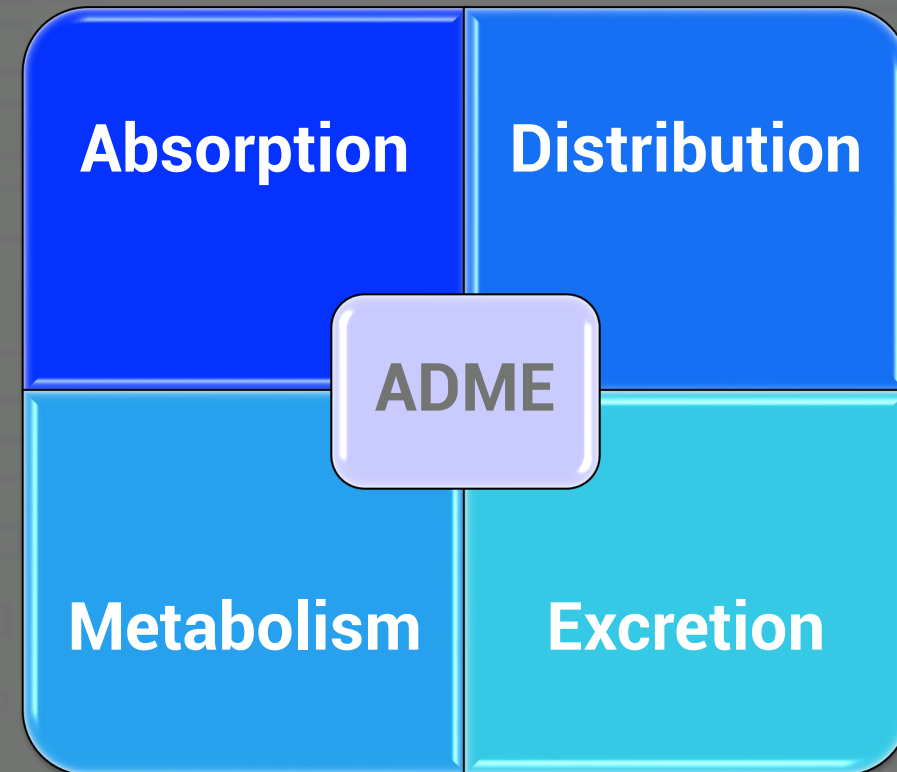 Absorption
Distribution
ADME
Metabolism
Excretion